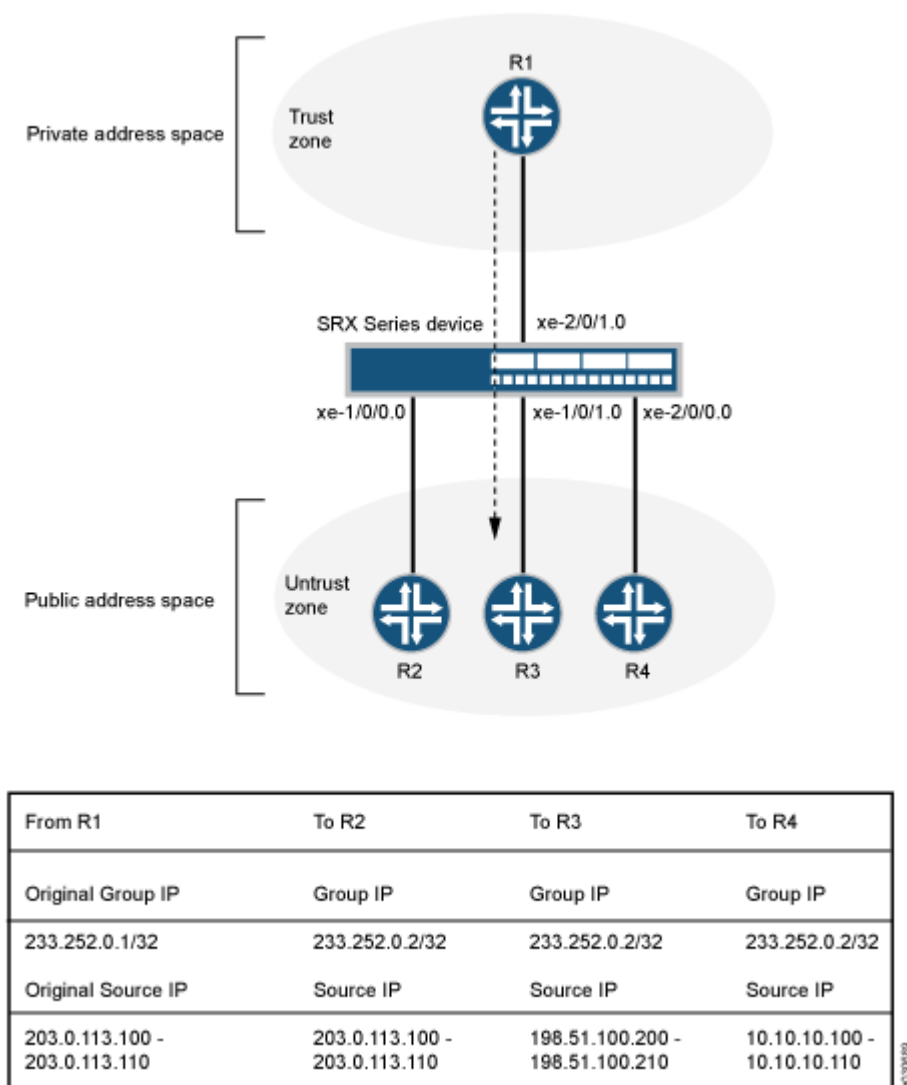 R1
Trust
zone
Private address space
SRX Series device
xe-2/0/1.0
xe-1/0/0.0
xe-1/0/1.0
xe-2/0/0.0
Untrust
zone
Public address space
R2
R3
R4
From R1 To R2 To R3 To R4
Original Group IP Group IP Group IP Group IP
233.252.0.1/32 233.252.0.2/32 233.252.0.2/32 233.252.0.2/32
Original Source IP Source IP Source IP Source IP
203.0.113.100 - 203.0.113.100 - 198.51.100.200 - 10.10.10.100 -
203.0.113.110 203.0.113.110 198.51.100.210 10.10.10.110